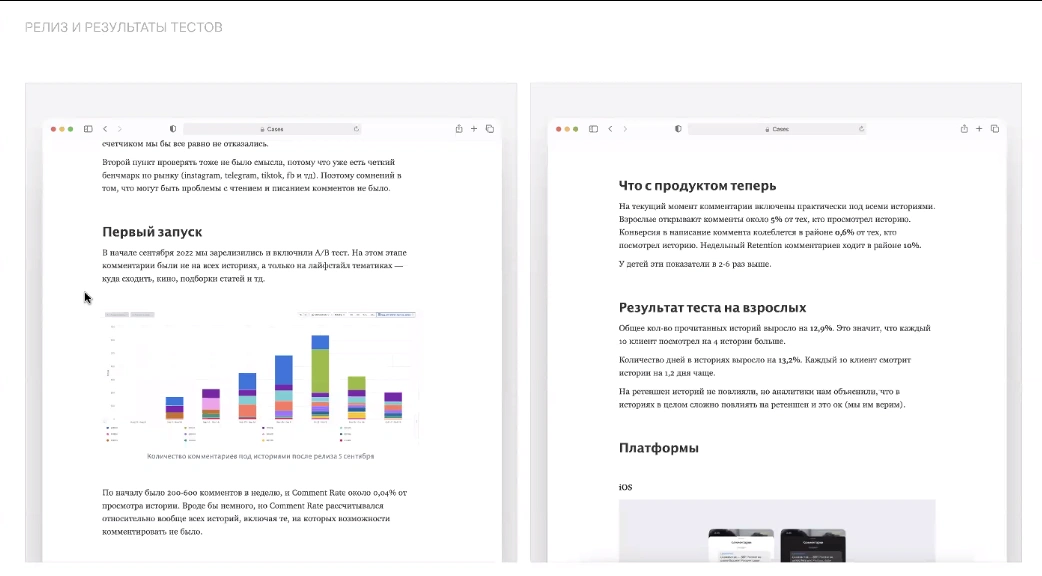 РЕЛИЗ И РЕЗУЛЬТАТЫ ТЕСТОВ
Cases
счетчиком мы бы все равно не отказались.
Второй пункт проверять тоже не было смысла, потому что уже есть четкий
бенчмарк по рынку (instagram, telegram, tiktok, fb и тд). Поэтому сомнений в
том, что могут быть проблемы с чтением и писанием комментов не было.
Первый запуск
В начале сентября 2022 мы зарелизились и включили A/B тест. На этом этапе
комментарии были не на всех историях, а только на лайфстайл тематиках —
куда сходить, кино, подборки статей и тд.
Количество комментариев под историями после релиза 5 сентября
По началу было 200-600 комментов в неделю, и Comment Rate около 0,04% от
просмотра истории. Вроде бы немного, но Comment Rate рассчитывался
относительно вообще всех историй, включая те, на которых возможности
комментировать не было.
Cases
Что с продуктом теперь
На текущий момент комментарии включены практически под всеми историями.
Взрослые открывают комменты около 5% от тех, кто просмотрел историю.
Конверсия в написание коммента колеблется в районе 0,6% от тех, кто
посмотрел историю. Недельный Retention комментариев ходит в районе 10%.
У детей эти показатели в 2-6 раз выше.
Результат теста на взрослых
Общее кол-во прочитанных историй выросло на 12,9%. Это значит, что каждый
10 клиент посмотрел на 4 истории больше.
Количество дней в историях выросло на 13,2%. Каждый 10 клиент смотрит
истории на 1,2 дня чаще.
На ретеншен историй не повлияли, но аналитики нам объяснили, что в
историях в целом сложно повлиять на ретеншен и это ок (мы им верим).
Платформы
iOS
Комментарии
Комментарии